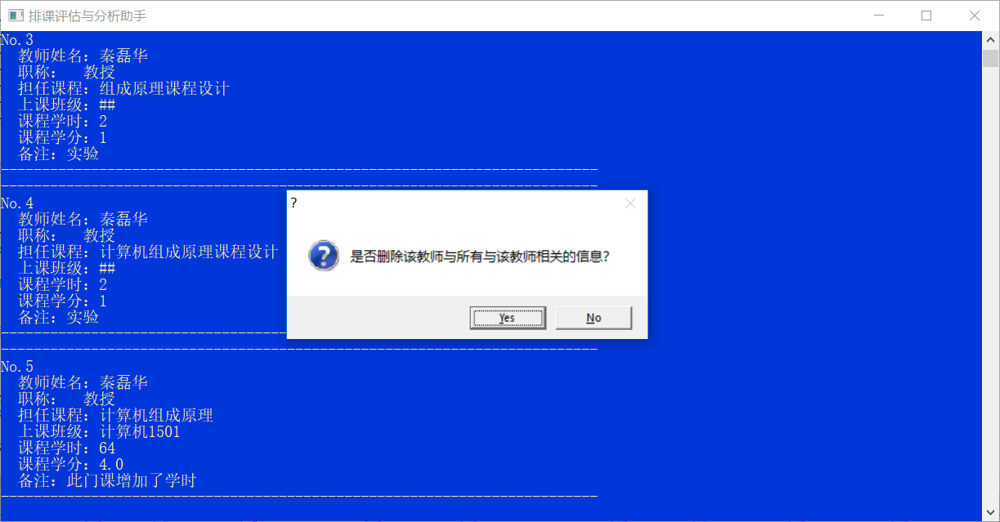 排课评估与分析助手
No.3
教师姓名：秦磊华
职称：  教授
担任课程：组成原理课程设计
上课班级：##
课程学时：2
课程学分：1
备注：实验
--------------------------------------------------------------------------
--------------------------------------------------------------------------
No.4
教师姓名：秦磊华
职称：  教授
担任课程：计算机组成原理课程设计
上课班级：##
课程学时：2
课程学分：1
备注：实验
-----------------------------------
--------------------------------------------------------------------------
No.5
教师姓名：秦磊华
职称：  教授
担任课程：计算机组成原理
上课班级：计算机1501
课程学时：64
课程学分：4.0
备注：此门课增加了学时
--------------------------------------------------------------------------
?
是否删除该教师与所有与该教师相关的信息?
Yes
No